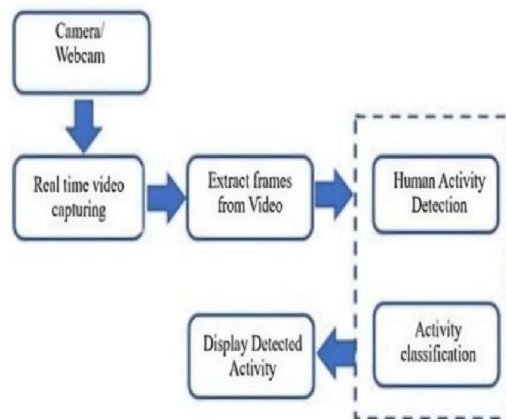 Camera/
Webcam
Real time video
capturing
Extract frames
from Video
Human Activity
Detection
Display Detected
Activity
Activity
classification